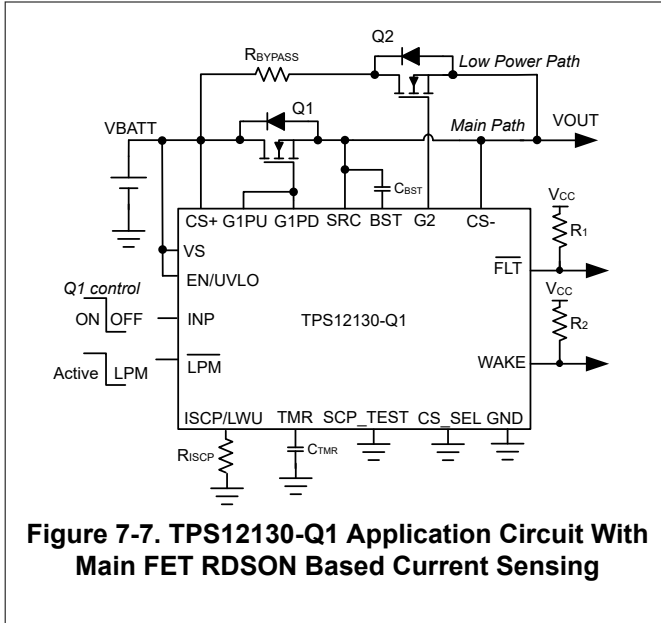 Q2
RBYPASS
Low Power Path
Q1
VBATT
Main Path
VOUT
CBST
CS+ G1PU G1PD SRC BST G2 CS-
VCC
R1
VS
FLT
EN/UVLO
Q1 control
VCC
ON OFF
INP
TPS12130-Q1
R2
LPM
WAKE
Active LPM
ISCP/LWU TMR SCP_TEST CS_SEL GND
RISCP
CTMR
Figure 7-7. TPS12130-Q1 Application Circuit With
Main FET RDSON Based Current Sensing